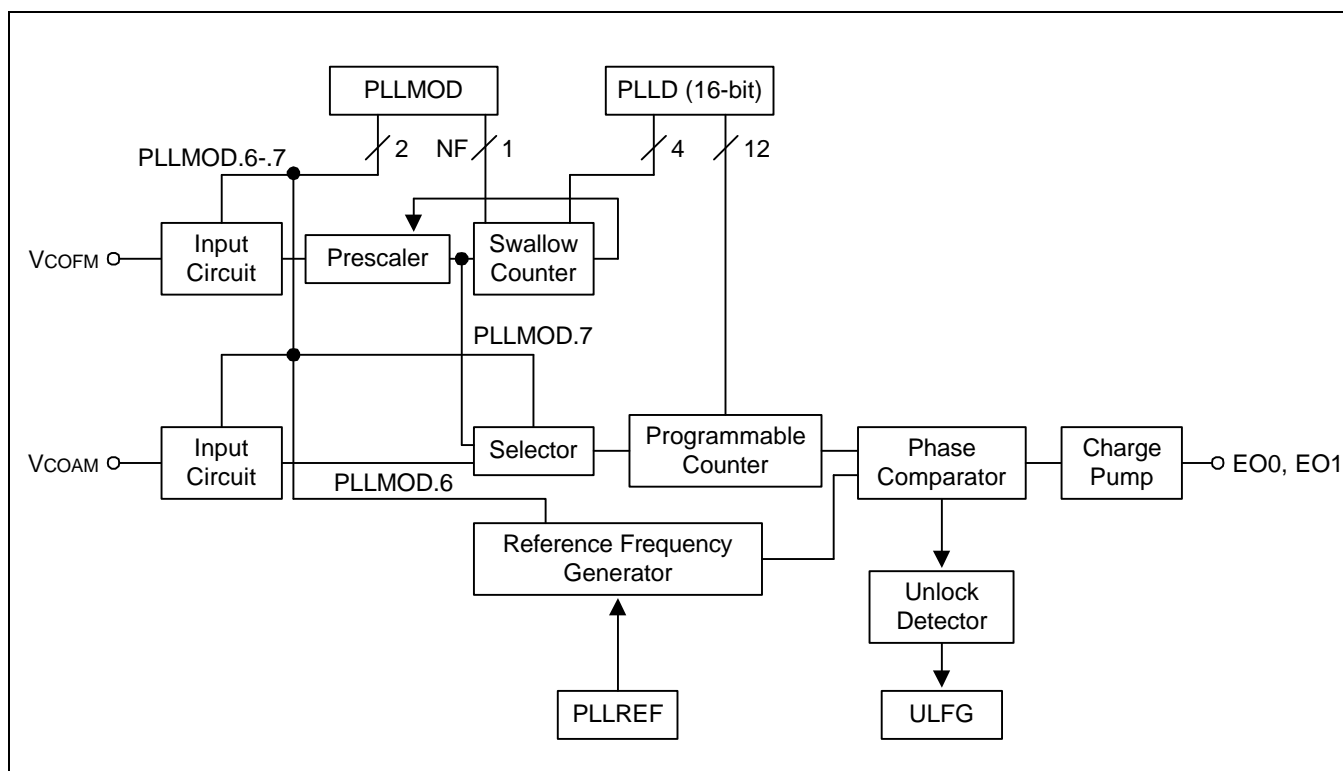 PLLMOD
PLLD (16-bit)
2
NF
1
4
12
PLLMOD.6-.7
VCOFM
Input
Circuit
Prescaler
Swallow
Counter
PLLMOD.7
VCOAM
Input
Circuit
Selector
Programmable
Counter
Phase
Comparator
Charge
Pump
EO0, EO1
PLLMOD.6
Reference Frequency
Generator
Unlock
Detector
PLLREF
ULFG